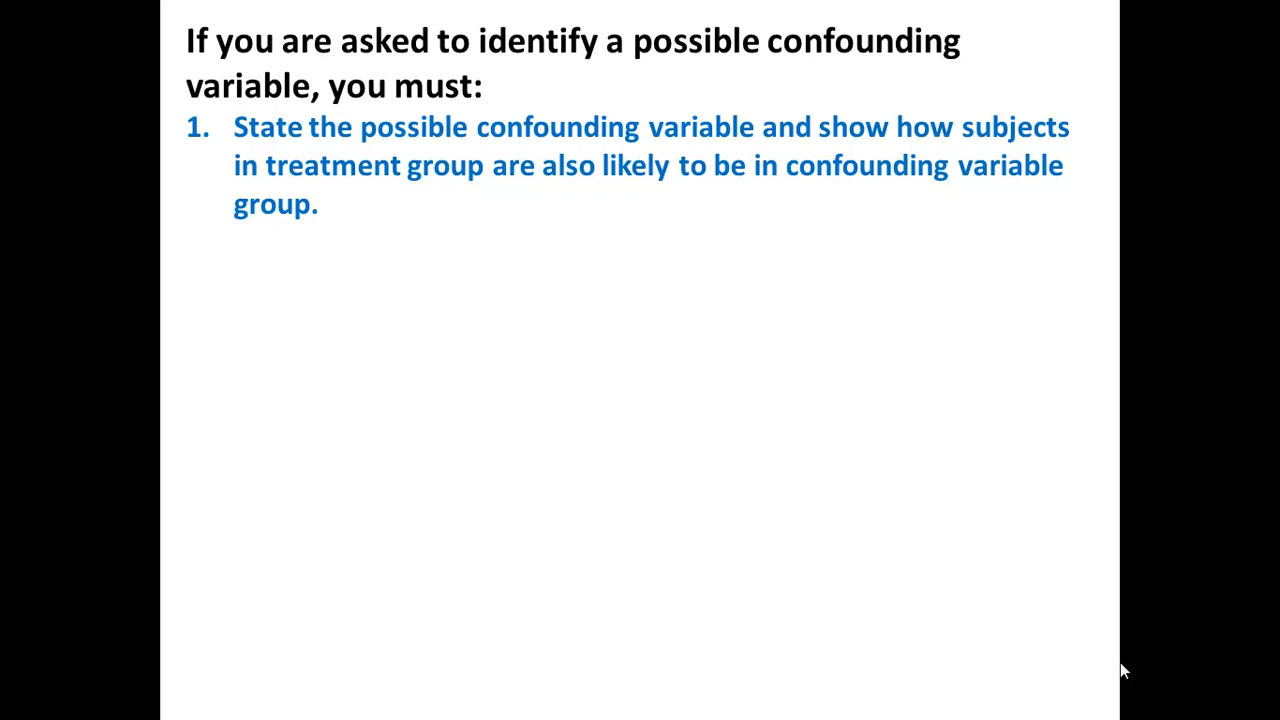 If you are asked to identify a possible confounding
variable, you must:
1. State the possible confounding variable and show how subjects
in treatment group are also likely to be in confounding variable
group.